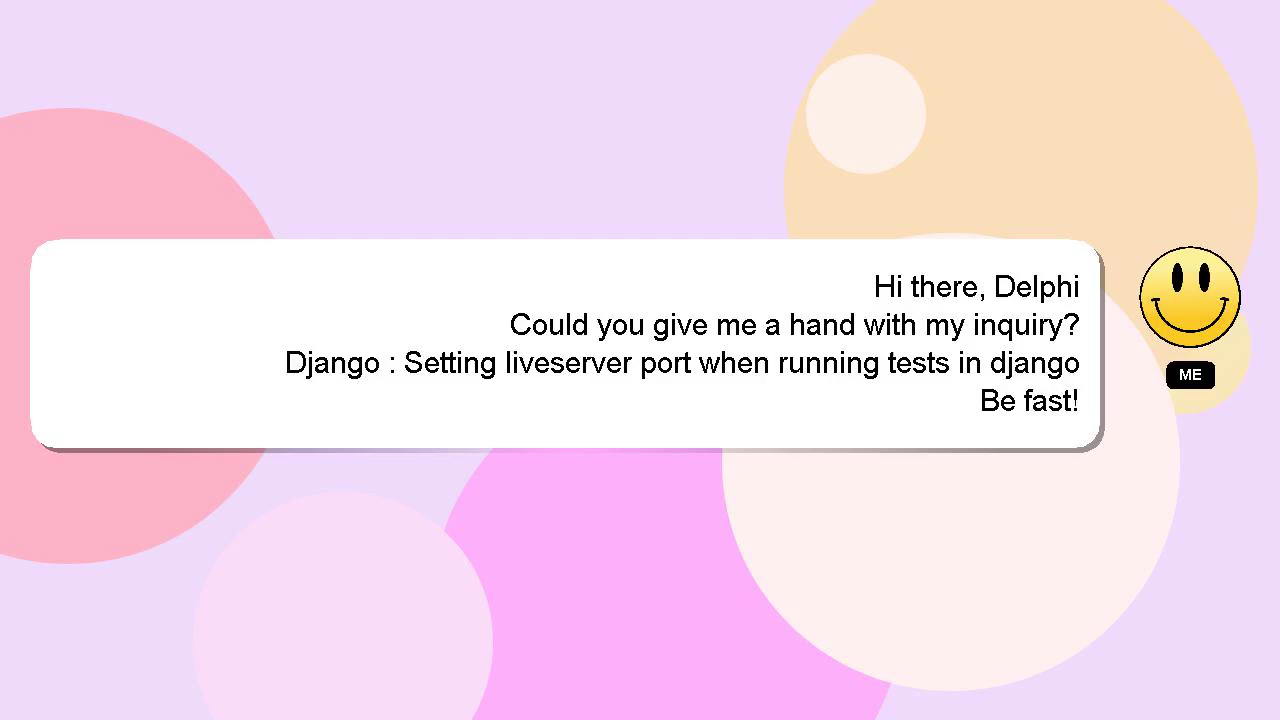 Hi there, Delphi
Could you give me a hand with my inquiry?
Django : Setting liveserver port when running tests in django
Be fast!
ME